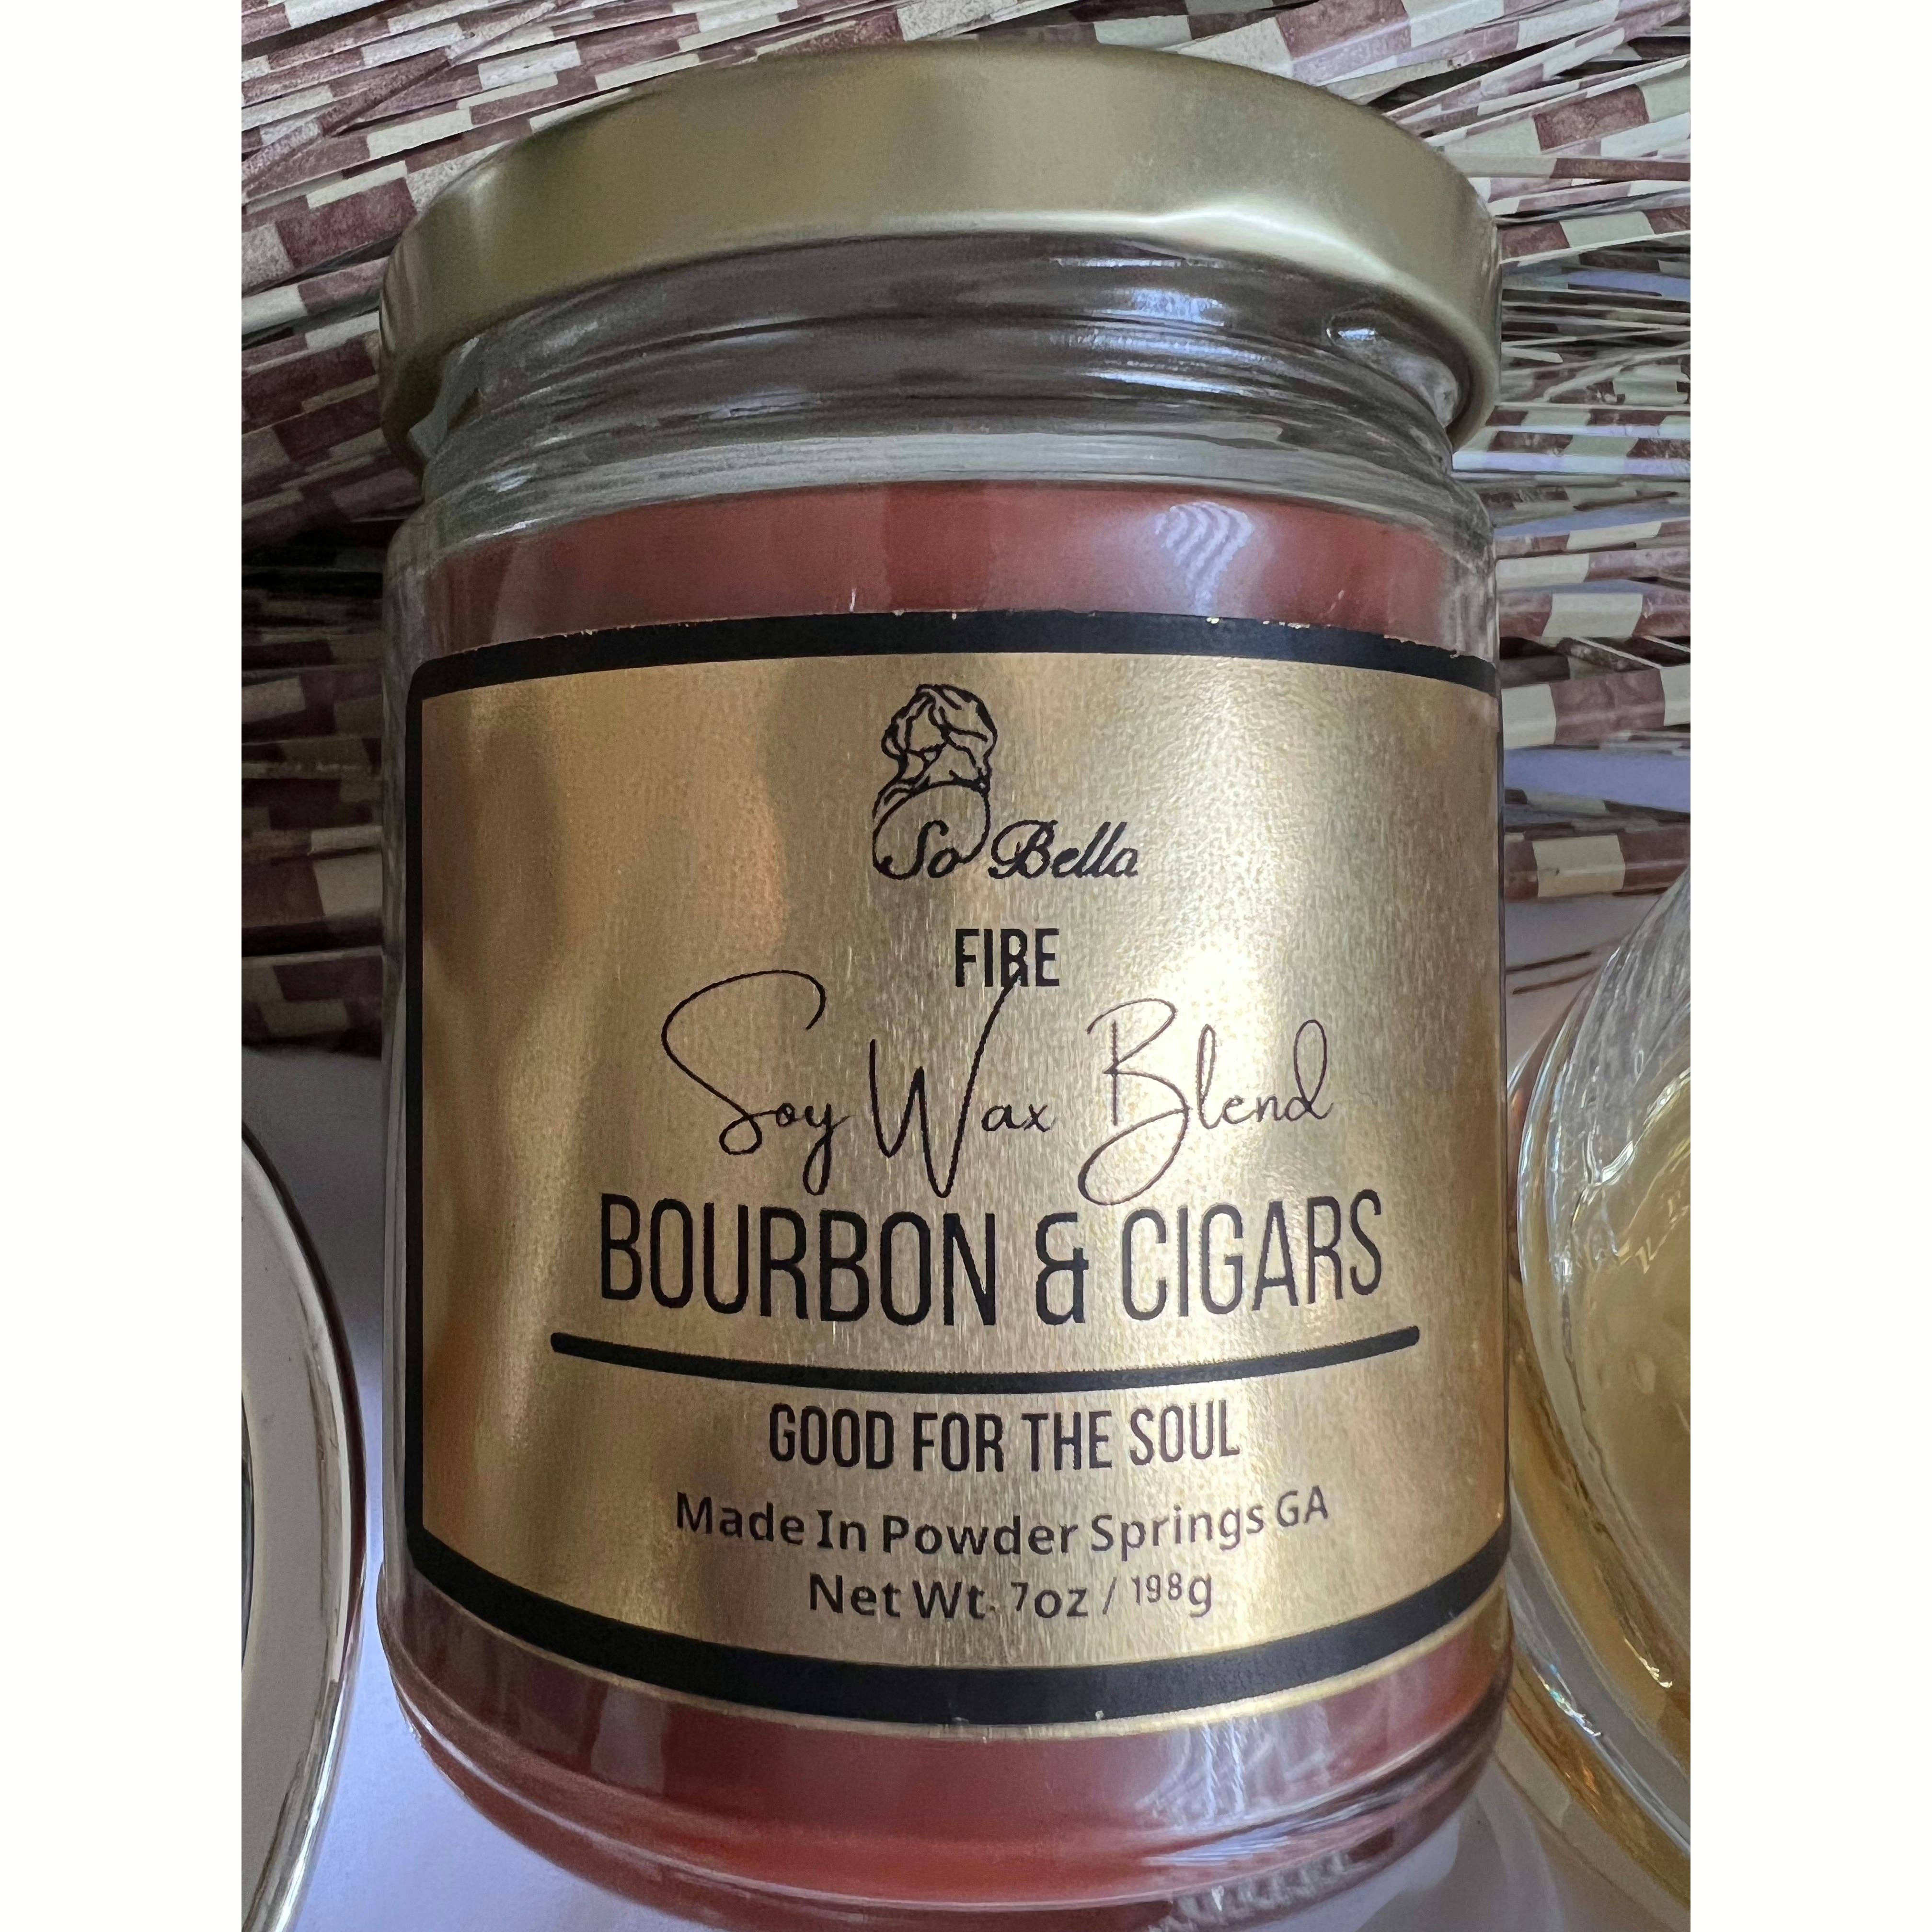 So Bella
FIRE
Soy Wax Blend
BOURBON & CIGARS
GOOD FOR THE SOUL
Made In Powder Springs GA
Net Wt. 7oz / 198g